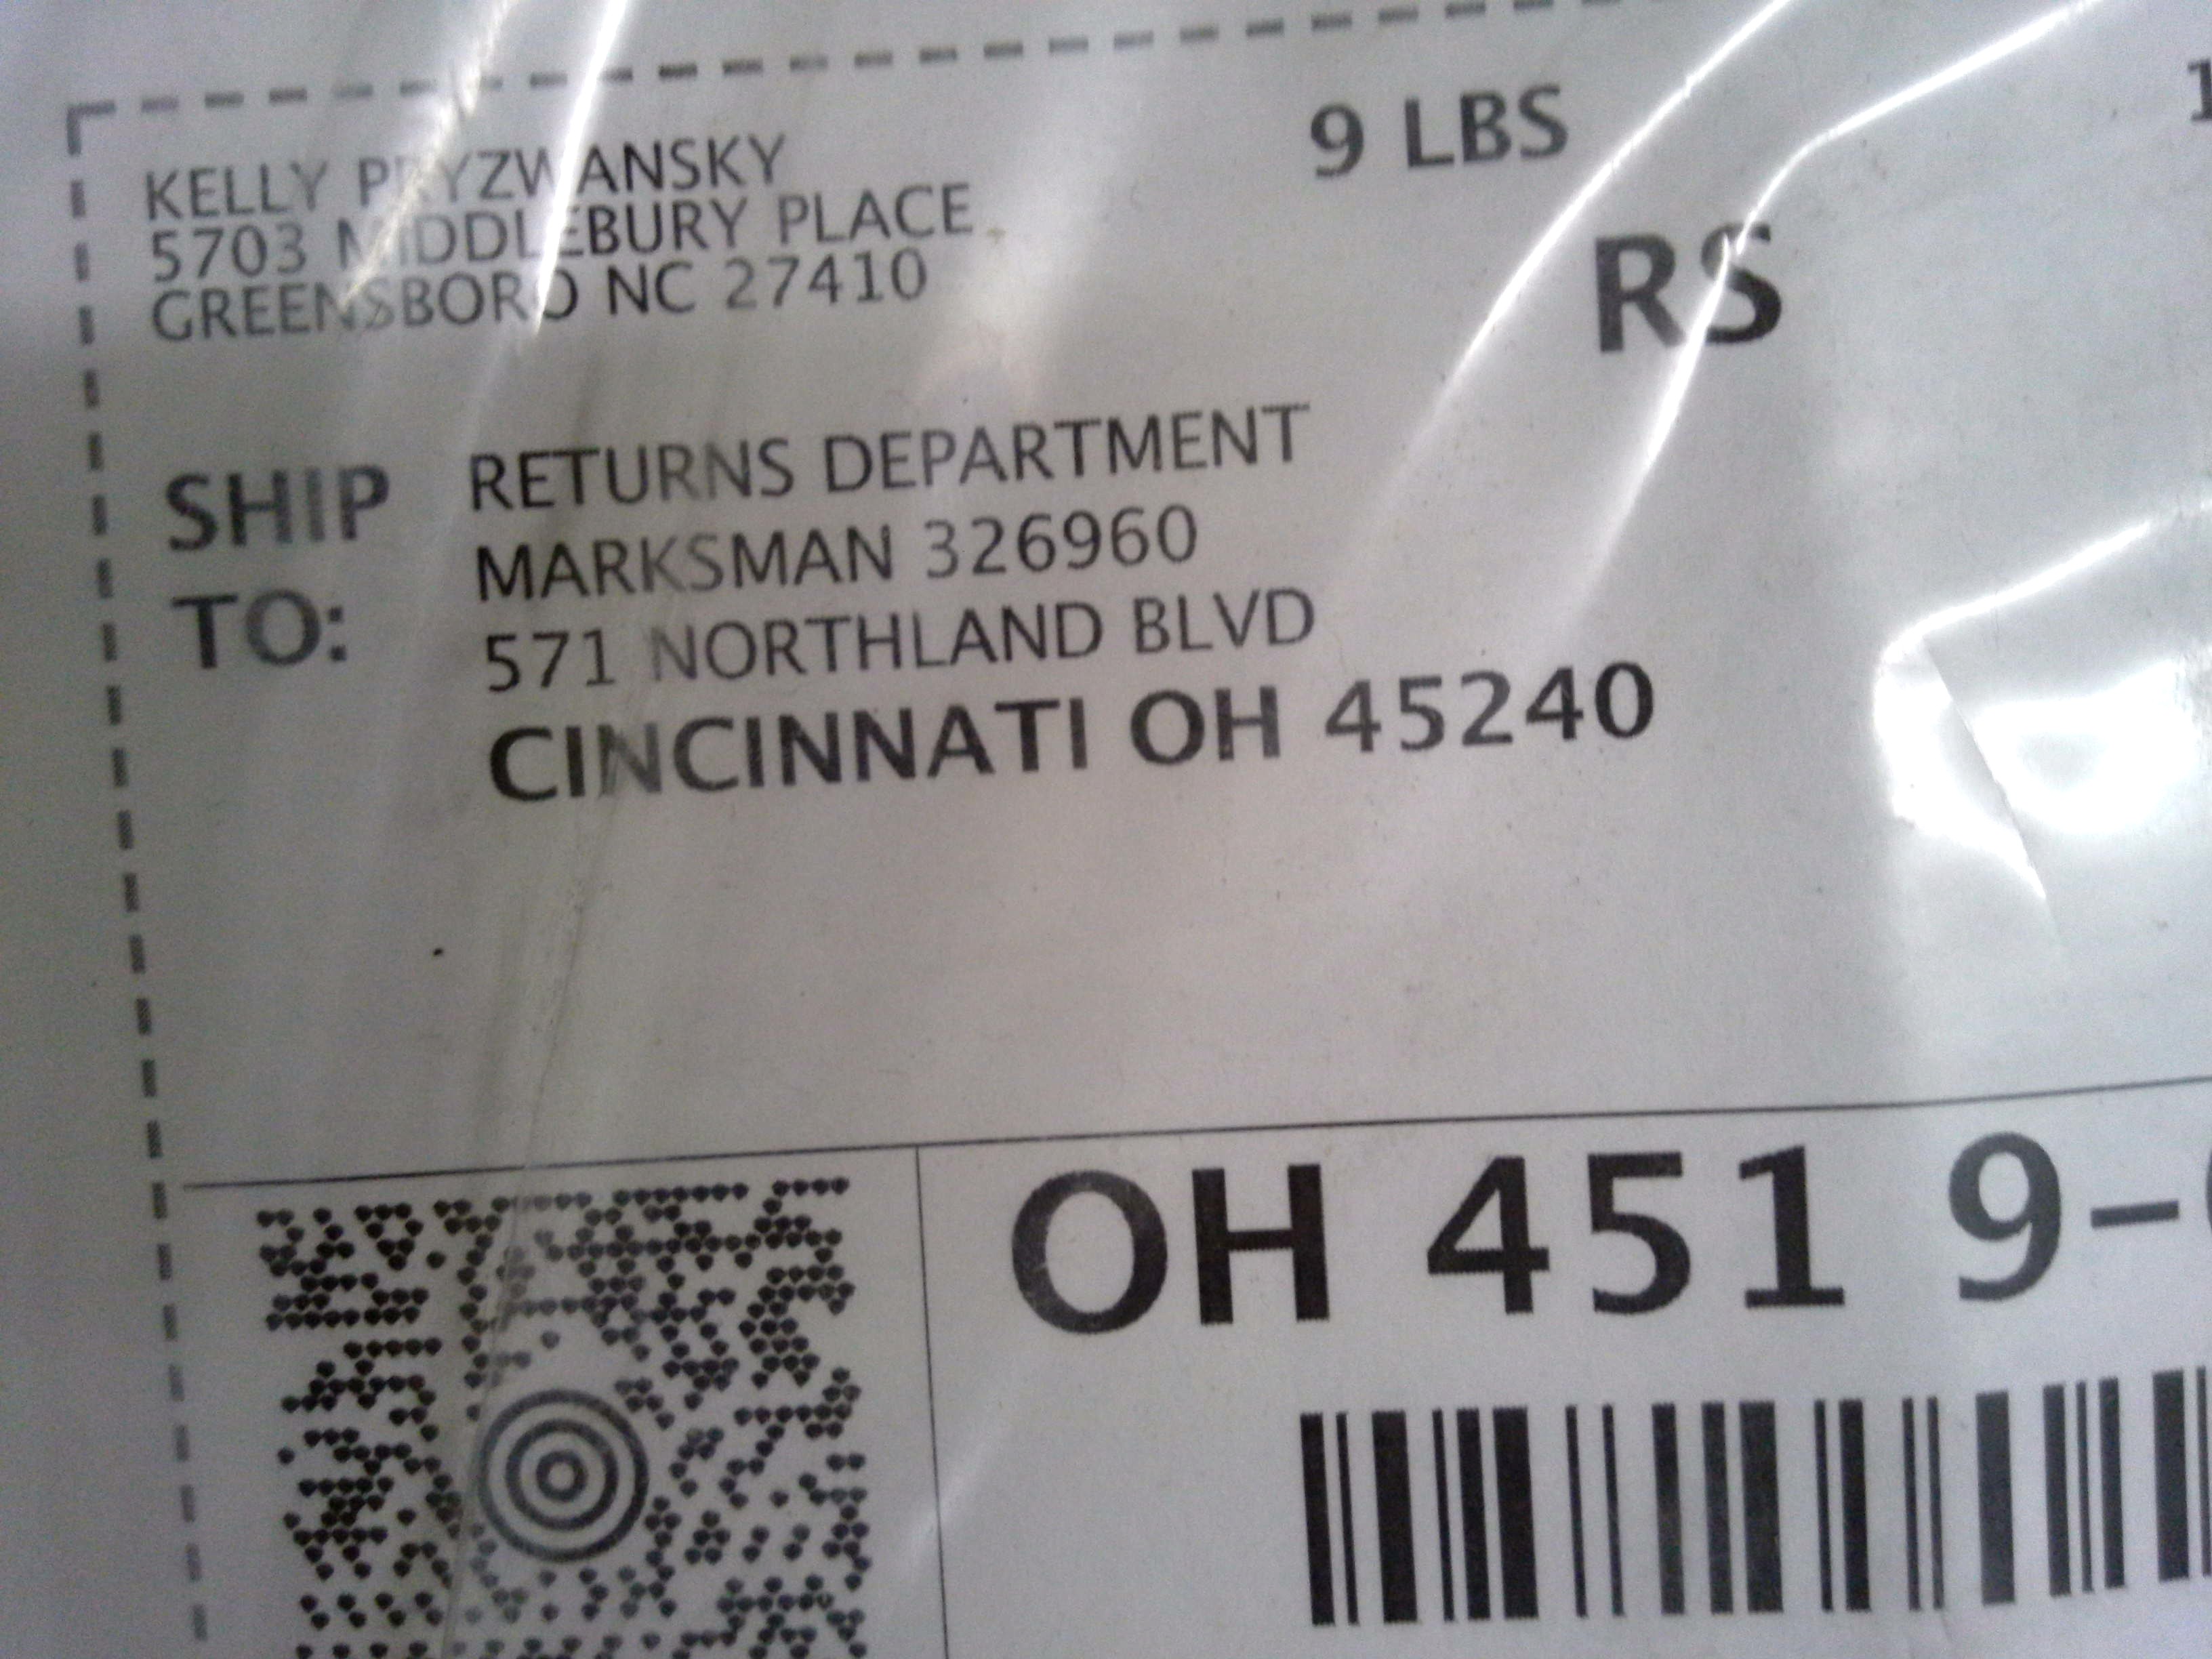 KELLY PRYZWANSKY
5703 MIDDLEBURY PLACE
GREENSBORO NC 27410
9 LBS
1
RS
SHIP TO:
RETURNS DEPARTMENT
MARKSMAN 326960
571 NORTHLAND BLVD
CINCINNATI OH 45240
OH 451 9-